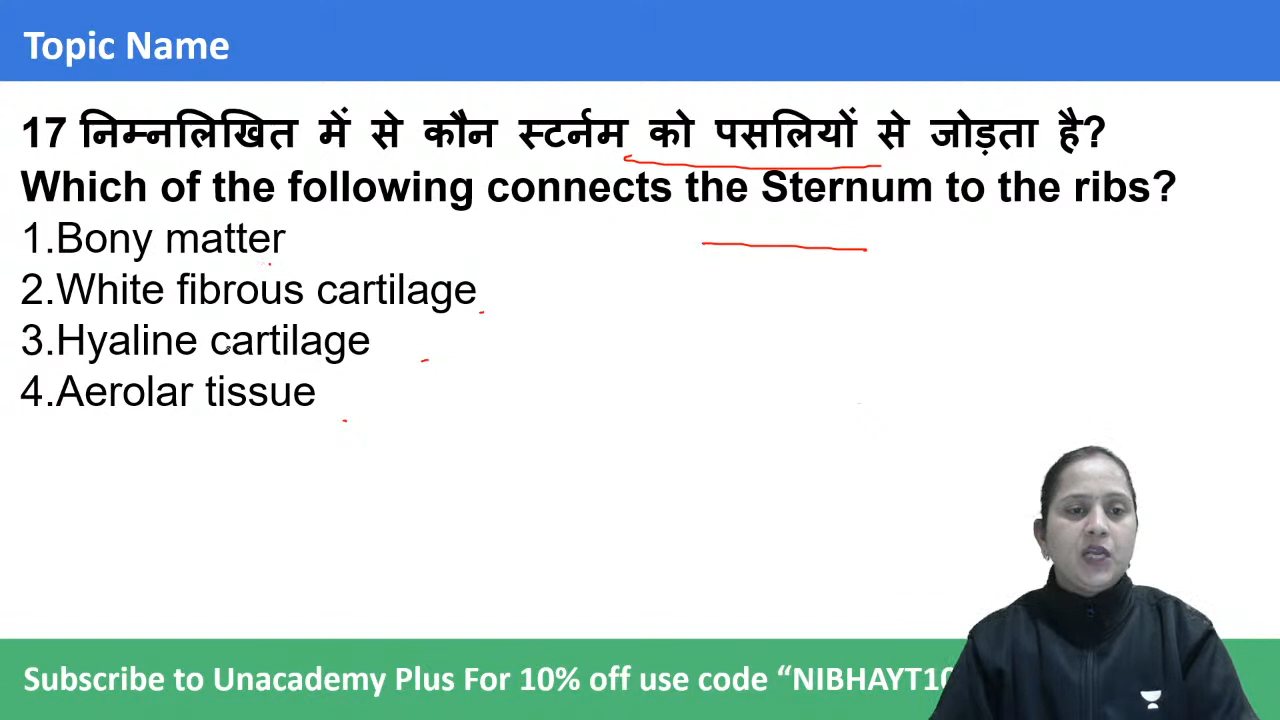 Topic Name
17 निम्नलिखित में से कौन स्टर्नम को पसलियों से जोड़ता है?
Which of the following connects the Sternum to the ribs?
1.Bony matter
2.White fibrous cartilage
3.Hyaline cartilage
4.Aerolar tissue
Subscribe to Unacademy Plus For 10% off use code “NIBHAYT10